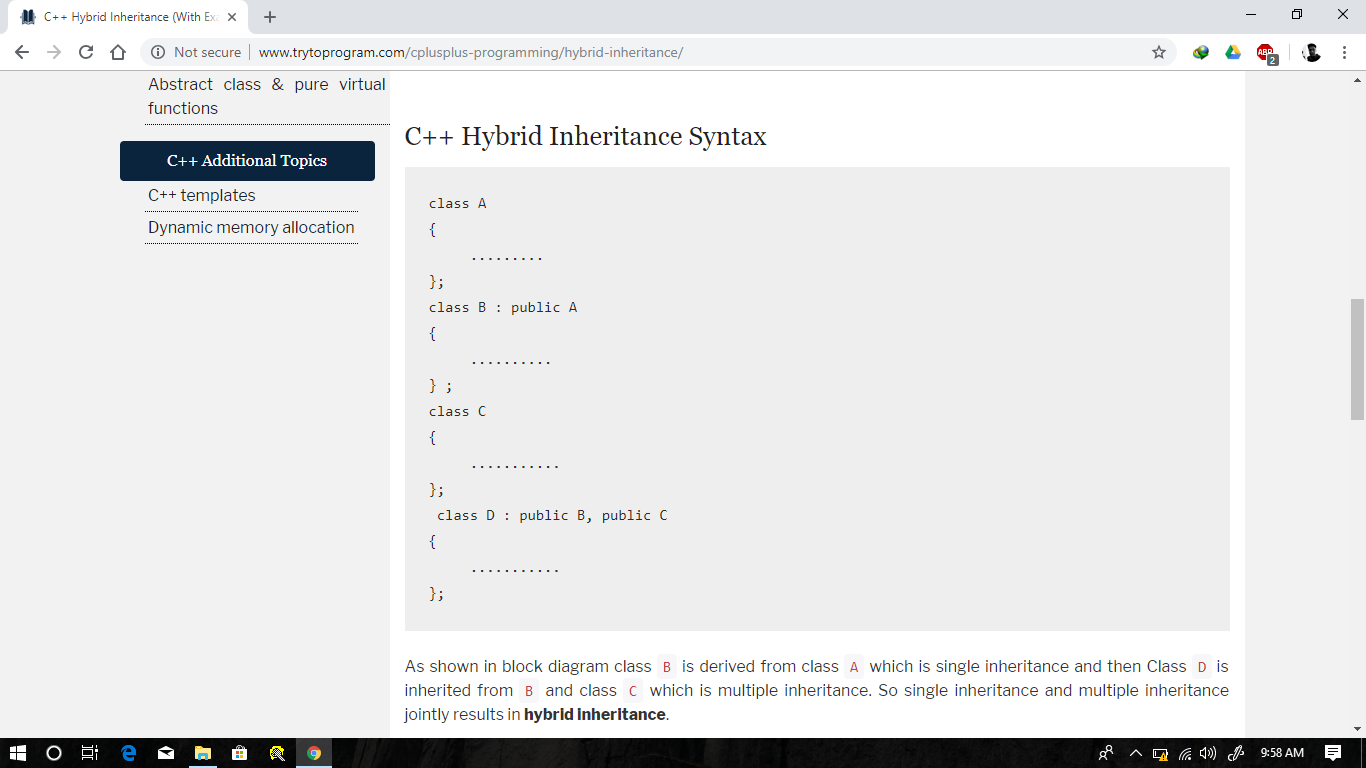 C++ Hybrid Inheritance (With Exa
Not secure
www.trytoprogram.com/cplusplus-programming/hybrid-inheritance/
ABP
2
Abstract class & pure virtual
functions
C++ Additional Topics
C++ templates
Dynamic memory allocation
C++ Hybrid Inheritance Syntax
class A
{
.........
};
class B : public A
{
..........
} ;
class C
{
...........
};
class D : public B, public C
{
...........
};
As shown in block diagram class B is derived from class A which is single inheritance and then Class D is
inherited from B and class C which is multiple inheritance. So single inheritance and multiple inheritance
jointly results in hybrid inheritance.
9:58 AM